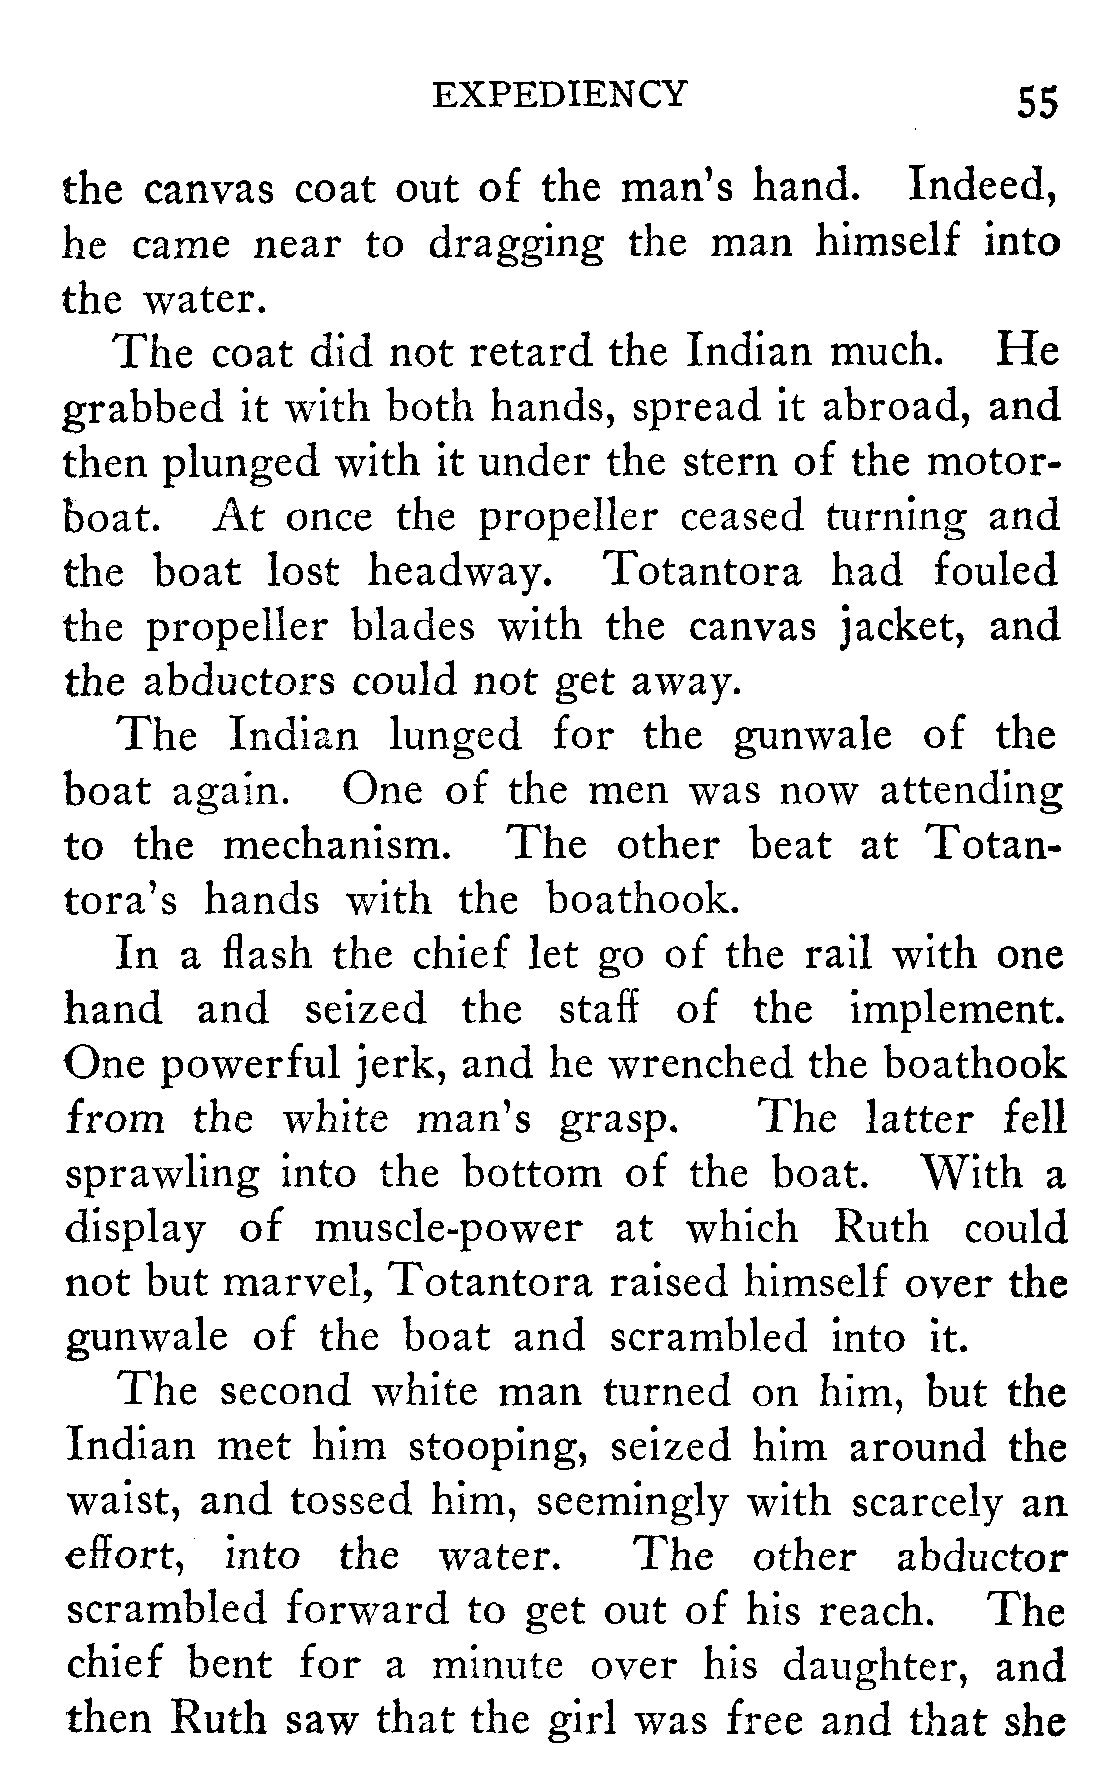 EXPEDIENCY 55
the canvas coat out of the man's hand. Indeed,
he came near to dragging the man himself into
the water.
The coat did not retard the Indian much. He
grabbed it with both hands, spread it abroad, and
then plunged with it under the stern of the motor-
boat. At once the propeller ceased turning and
the boat lost headway. Totantora had fouled
the propeller blades with the canvas jacket, and
the abductors could not get away.
The Indian lunged for the gunwale of the
boat again. One of the men was now attending
to the mechanism. The other beat at Totan-
tora's hands with the boathook.
In a flash the chief let go of the rail with one
hand and seized the staff of the implement.
One powerful jerk, and he wrenched the boathook
from the white man's grasp. The latter fell
sprawling into the bottom of the boat. With a
display of muscle-power at which Ruth could
not but marvel, Totantora raised himself over the
gunwale of the boat and scrambled into it.
The second white man turned on him, but the
Indian met him stooping, seized him around the
waist, and tossed him, seemingly with scarcely an
effort, into the water. The other abductor
scrambled forward to get out of his reach. The
chief bent for a minute over his daughter, and
then Ruth saw that the girl was free and that she